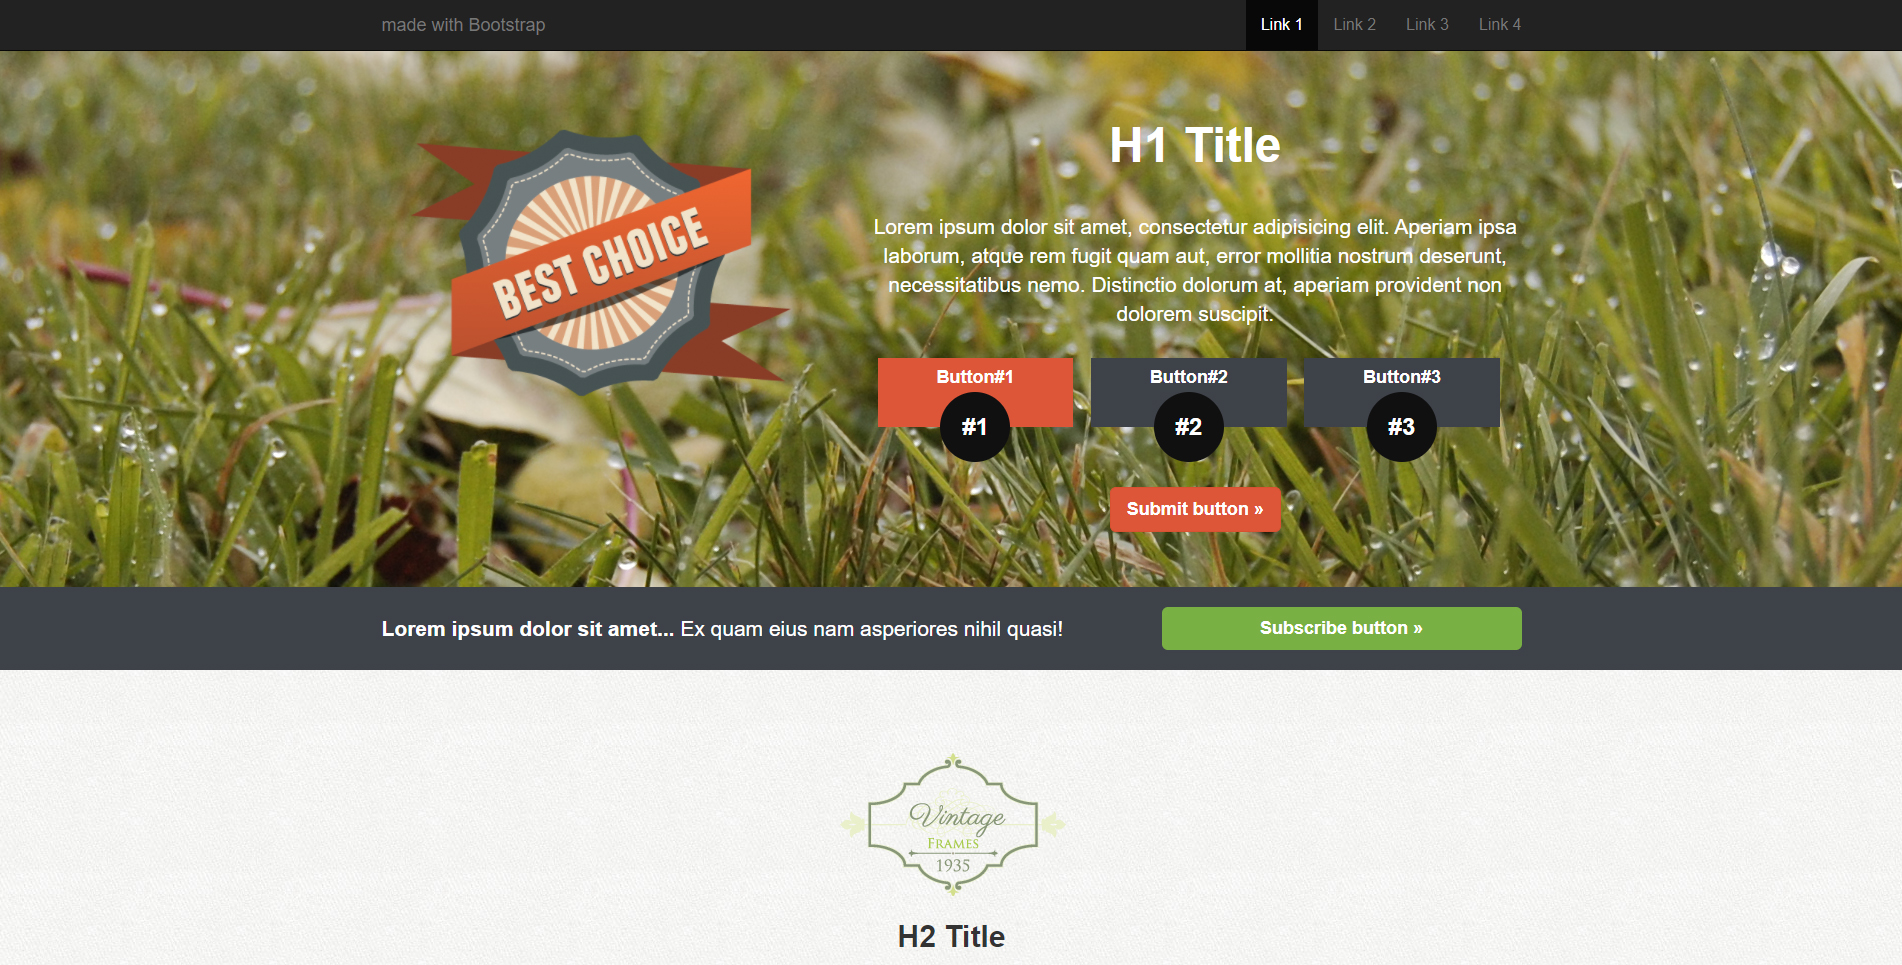 made with Bootstrap
Link 1
Link 2
Link 3
Link 4
BEST CHOICE
H1 Title
Lorem ipsum dolor sit amet, consectetur adipisicing elit. Aperiam ipsa
laborum, atque rem fugit quam aut, error mollitia nostrum deserunt,
necessitatibus nemo. Distinctio dolorum at, aperiam provident non
dolorem suscipit.
Button#1
#1
Button#2
#2
Button#3
#3
Submit button »
Lorem ipsum dolor sit amet... Ex quam eius nam asperiores nihil quasi!
Subscribe button »
Vintage
FRAMES
1935
H2 Title